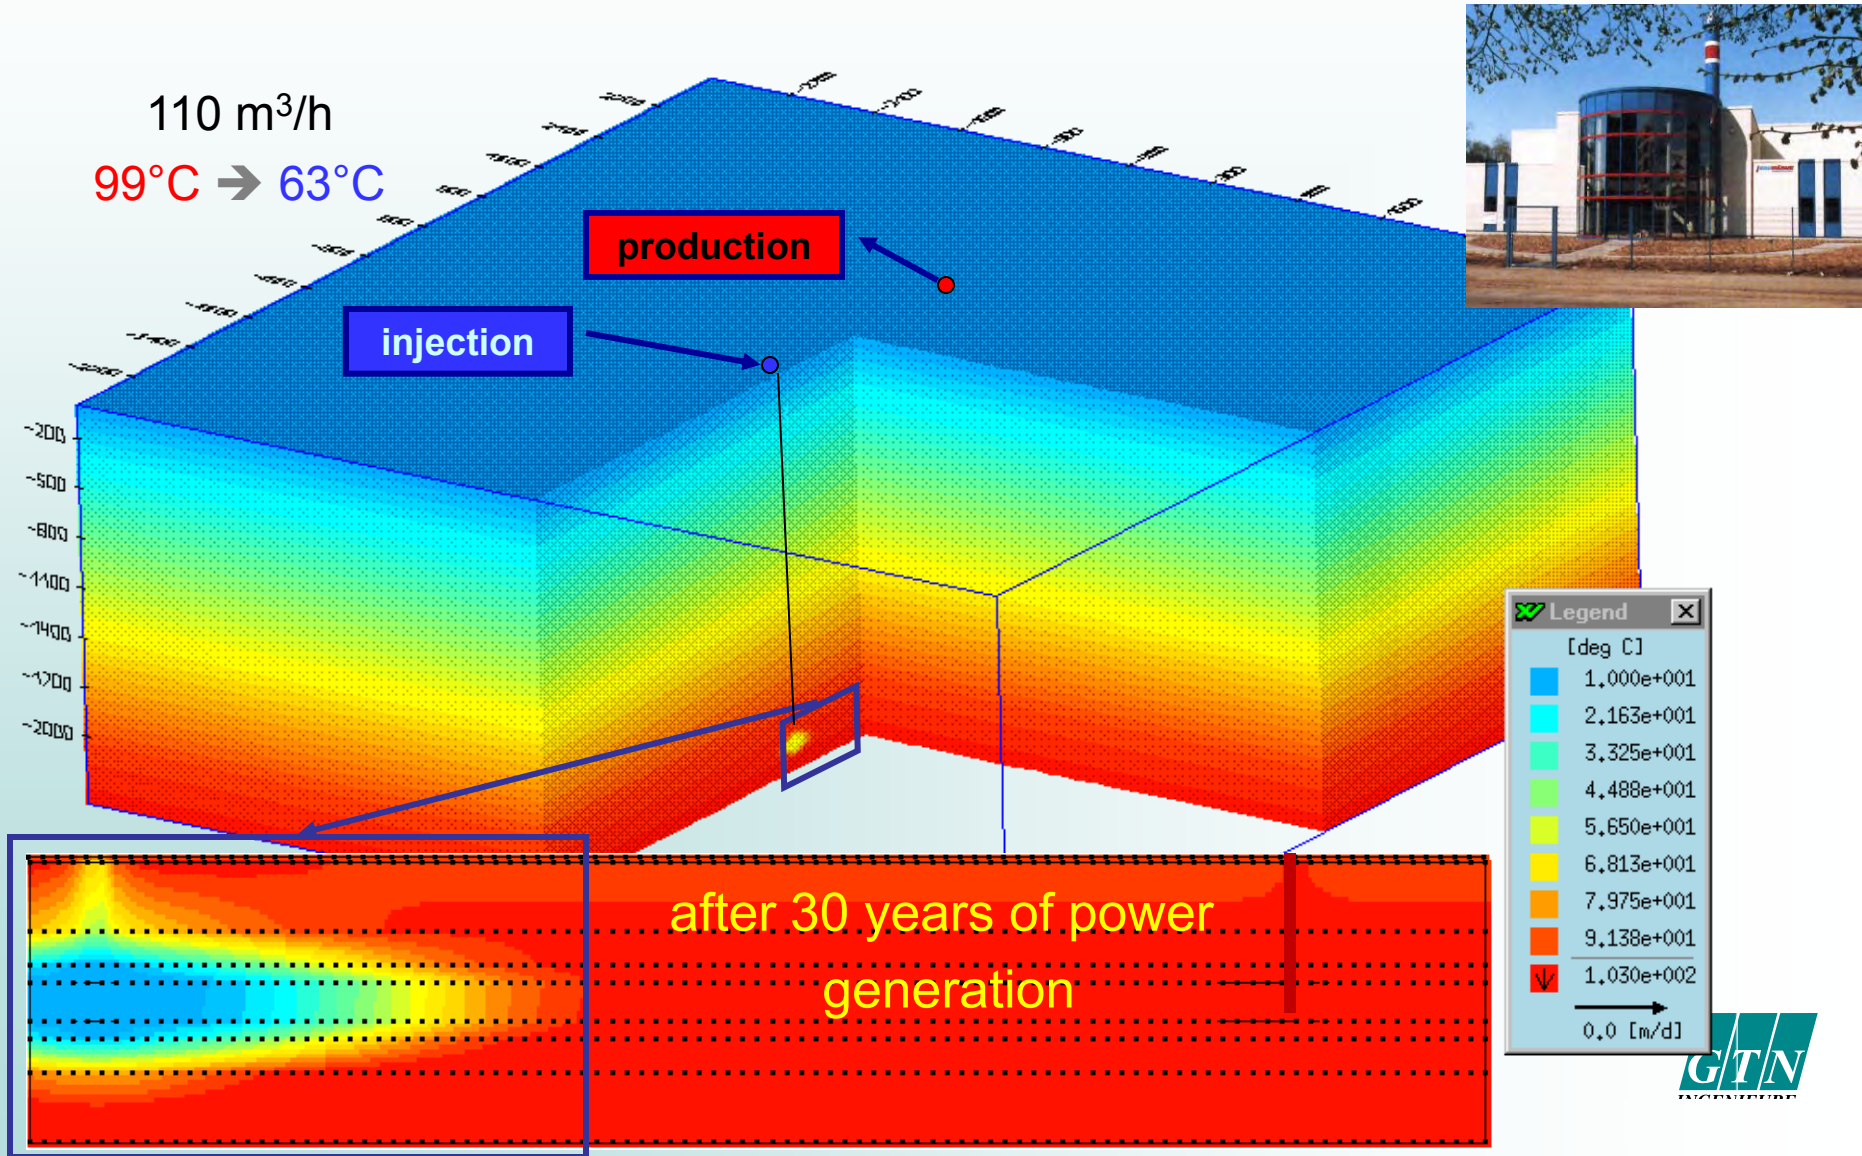 110 m³/h
99°C ➔ 63°C
production
injection
-200
-500
-800
-1100
-1400
-1700
-2000
Legend
[deg C]
1.000e+001
2.163e+001
3.325e+001
4.488e+001
5.650e+001
6.813e+001
7.975e+001
9.138e+001
1.030e+002
0.0 [m/d]
after 30 years of power
generation
GTN
INGENIEURE